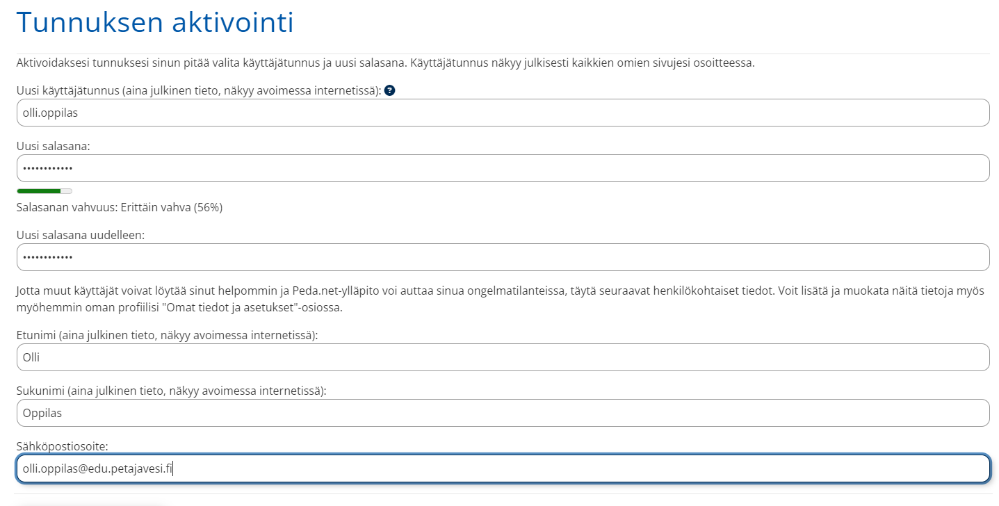 Tunnuksen aktivointi
Aktivoidaksesi tunnuksesi sinun pitää valita käyttäjätunnus ja uusi salasana. Käyttäjätunnus näkyy julkisesti kaikkien omien sivujesi osoitteessa.
Uusi käyttäjätunnus (aina julkinen tieto, näkyy avoimessa internetissä): ?
olli.oppilas
Uusi salasana:
••••••••••••
Salasanan vahvuus: Erittäin vahva (56%)
Uusi salasana uudelleen:
••••••••••••
Jotta muut käyttäjät voivat löytää sinut helpommin ja Peda.net-ylläpito voi auttaa sinua ongelmatilanteissa, täytä seuraavat henkilökohtaiset tiedot. Voit lisätä ja muokata näitä tietoja myös
myöhemmin oman profiilisi "Omat tiedot ja asetukset"-osiossa.
Etunimi (aina julkinen tieto, näkyy avoimessa internetissä):
Olli
Sukunimi (aina julkinen tieto, näkyy avoimessa internetissä):
Oppilas
Sähköpostiosoite:
olli.oppilas@edu.petajavesi.fi